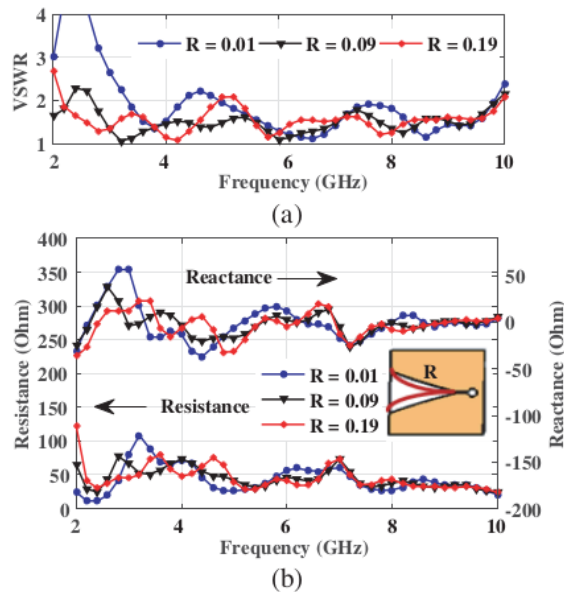 4
3
2
1
VSWR
R = 0.01 R = 0.09 R = 0.19
2 4 6 8 10
Frequency (GHz)
(a)
400
350
300
250
200
150
100
50
0
Resistance (Ohm)
Reactance
R
R = 0.01
R = 0.09
R = 0.19
Resistance
50
0
-50
-100
-150
-200
Reactance (Ohm)
2 4 6 8 10
Frequency (GHz)
(b)